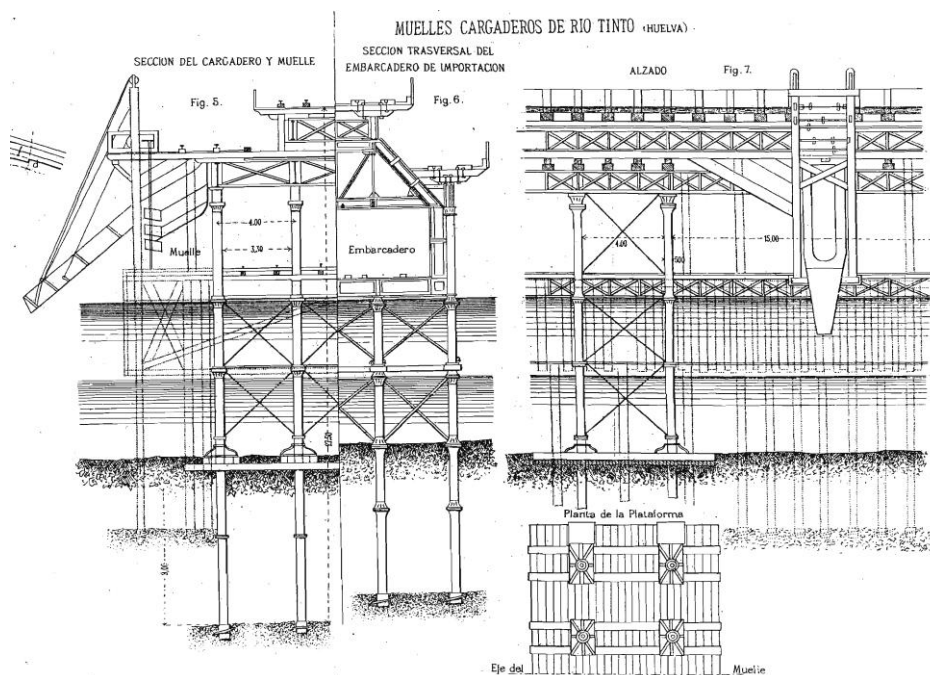 MUELLES CARGADEROS DE RIO TINTO (HUELVA)
SECCION DEL CARGADERO Y MUELLE
SECCION TRASVERSAL DEL
EMBARCADERO DE IMPORTACION
ALZADO
Fig. 7.
Fig. 5.
Fig. 6.
4.00
3,30
Muelle
Embarcadero
4.00
15,00
Planta de la Plataforma
Eje del
Muelle